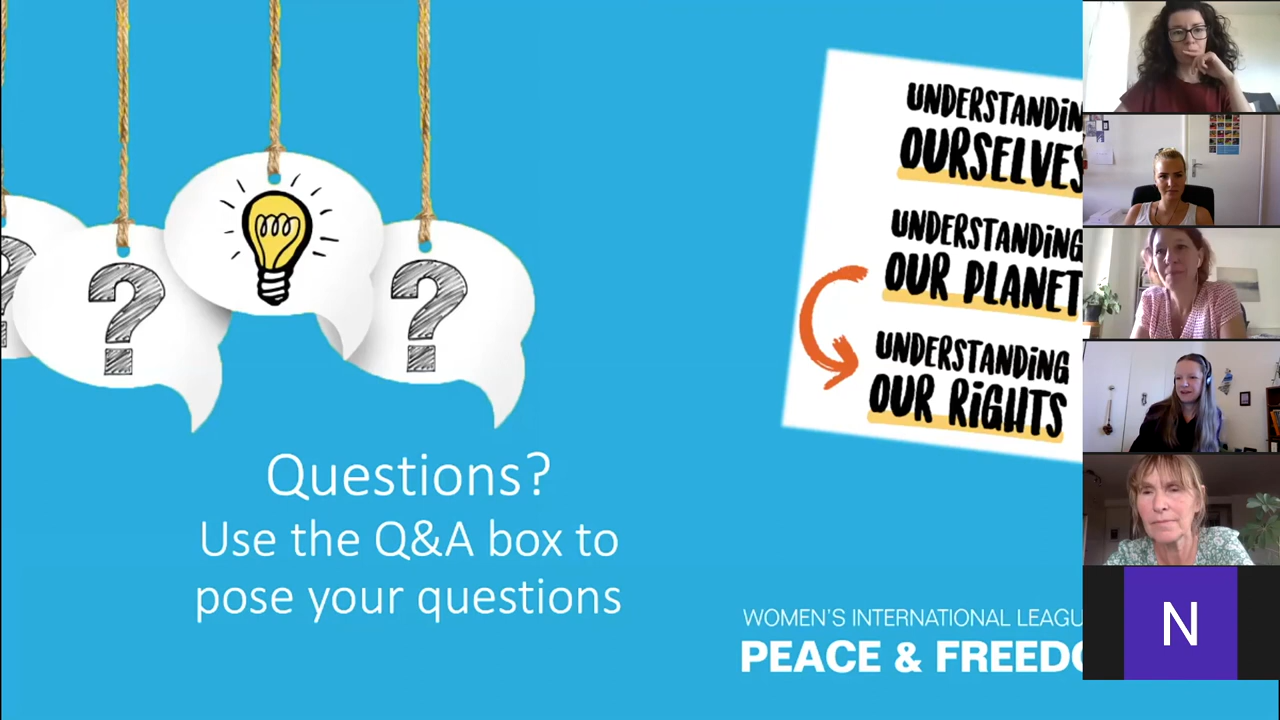 ?
?
?
Questions?
Use the Q&A box to
pose your questions
UNDERSTANDIN
OURSELVES
UNDERSTANDING
OUR PLANET
UNDERSTANDING
OUR RIGHTS
WOMEN'S INTERNATIONAL LEAGU
PEACE & FREEDO
N